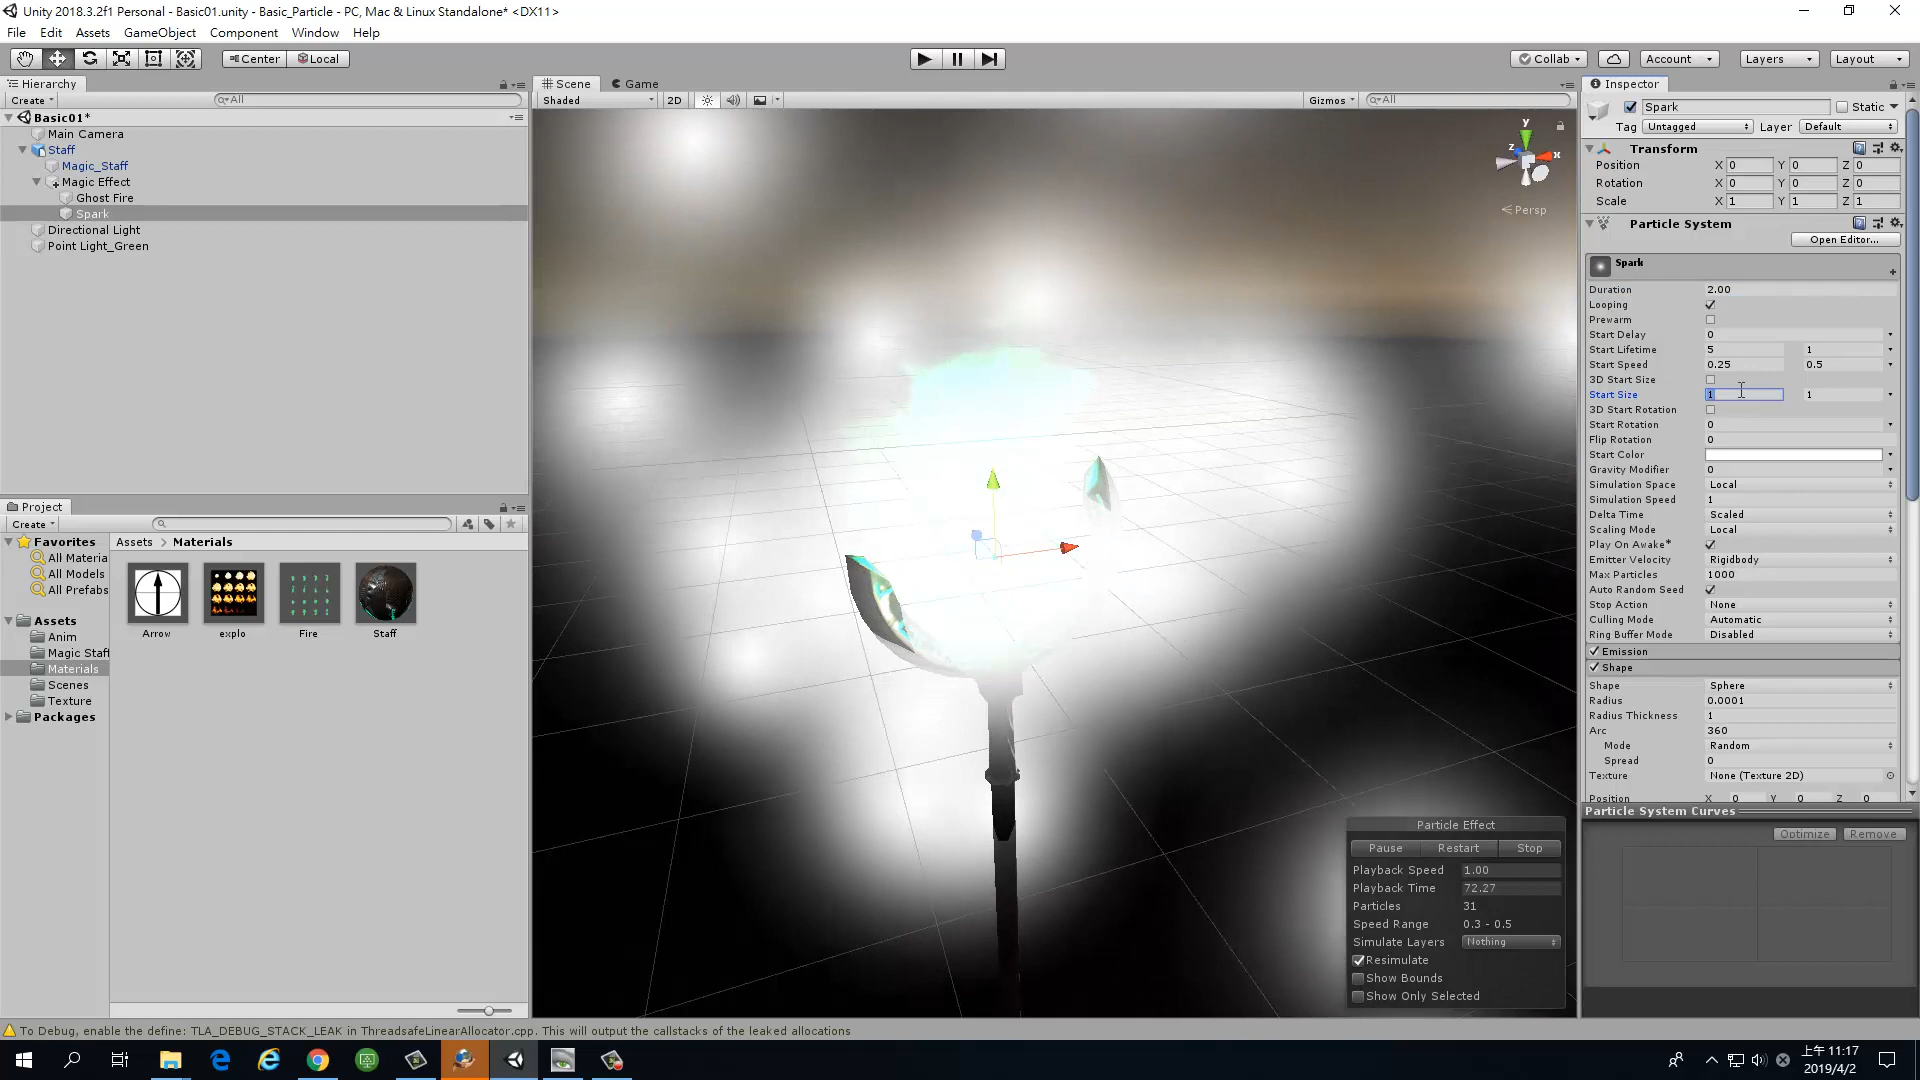 Unity 2018.3.2f1 Personal - Basic01.unity - Basic_Particle - PC, Mac & Linux Standalone* <DX11>
File Edit Assets GameObject Component Window Help
Center Local Collab Account Layers Layout
Hierarchy
Create All
Basic01*
Main Camera
Staff
Magic_Staff
Magic Effect
Ghost Fire
Spark
Directional Light
Point Light_Green
Scene Game
Shaded 2D Gizmos All
y
z x
Persp
Inspector
Spark Static
Tag Untagged Layer Default
Transform
Position X 0 Y 0 Z 0
Rotation X 0 Y 0 Z 0
Scale X 1 Y 1 Z 1
Particle System
Open Editor...
Spark
Duration 2.00
Looping
Prewarm
Start Delay 0
Start Lifetime 5 1
Start Speed 0.25 0.5
3D Start Size
Start Size 1 1
3D Start Rotation
Start Rotation 0
Flip Rotation 0
Start Color
Gravity Modifier 0
Simulation Space Local
Simulation Speed 1
Delta Time Scaled
Scaling Mode Local
Play On Awake*
Emitter Velocity Rigidbody
Max Particles 1000
Auto Random Seed
Stop Action None
Culling Mode Automatic
Ring Buffer Mode Disabled
Emission
Shape
Shape Sphere
Radius 0.0001
Radius Thickness 1
Arc 360
Mode Random
Spread 0
Texture None (Texture 2D)
Position X 0 Y 0 Z 0
Particle System Curves
Optimize Remove
Project
Create
Favorites
All Materia
All Models
All Prefabs
Assets
Anim
Magic Staff
Materials
Scenes
Texture
Packages
Assets > Materials
Arrow explo Fire Staff
Particle Effect
Pause Restart Stop
Playback Speed 1.00
Playback Time 72.27
Particles 31
Speed Range 0.3 - 0.5
Simulate Layers Nothing
Resimulate
Show Bounds
Show Only Selected
To Debug, enable the define: TLA_DEBUG_STACK_LEAK in ThreadsafeLinearAllocator.cpp. This will output the callstacks of the leaked allocations
上午 11:17
2019/4/2